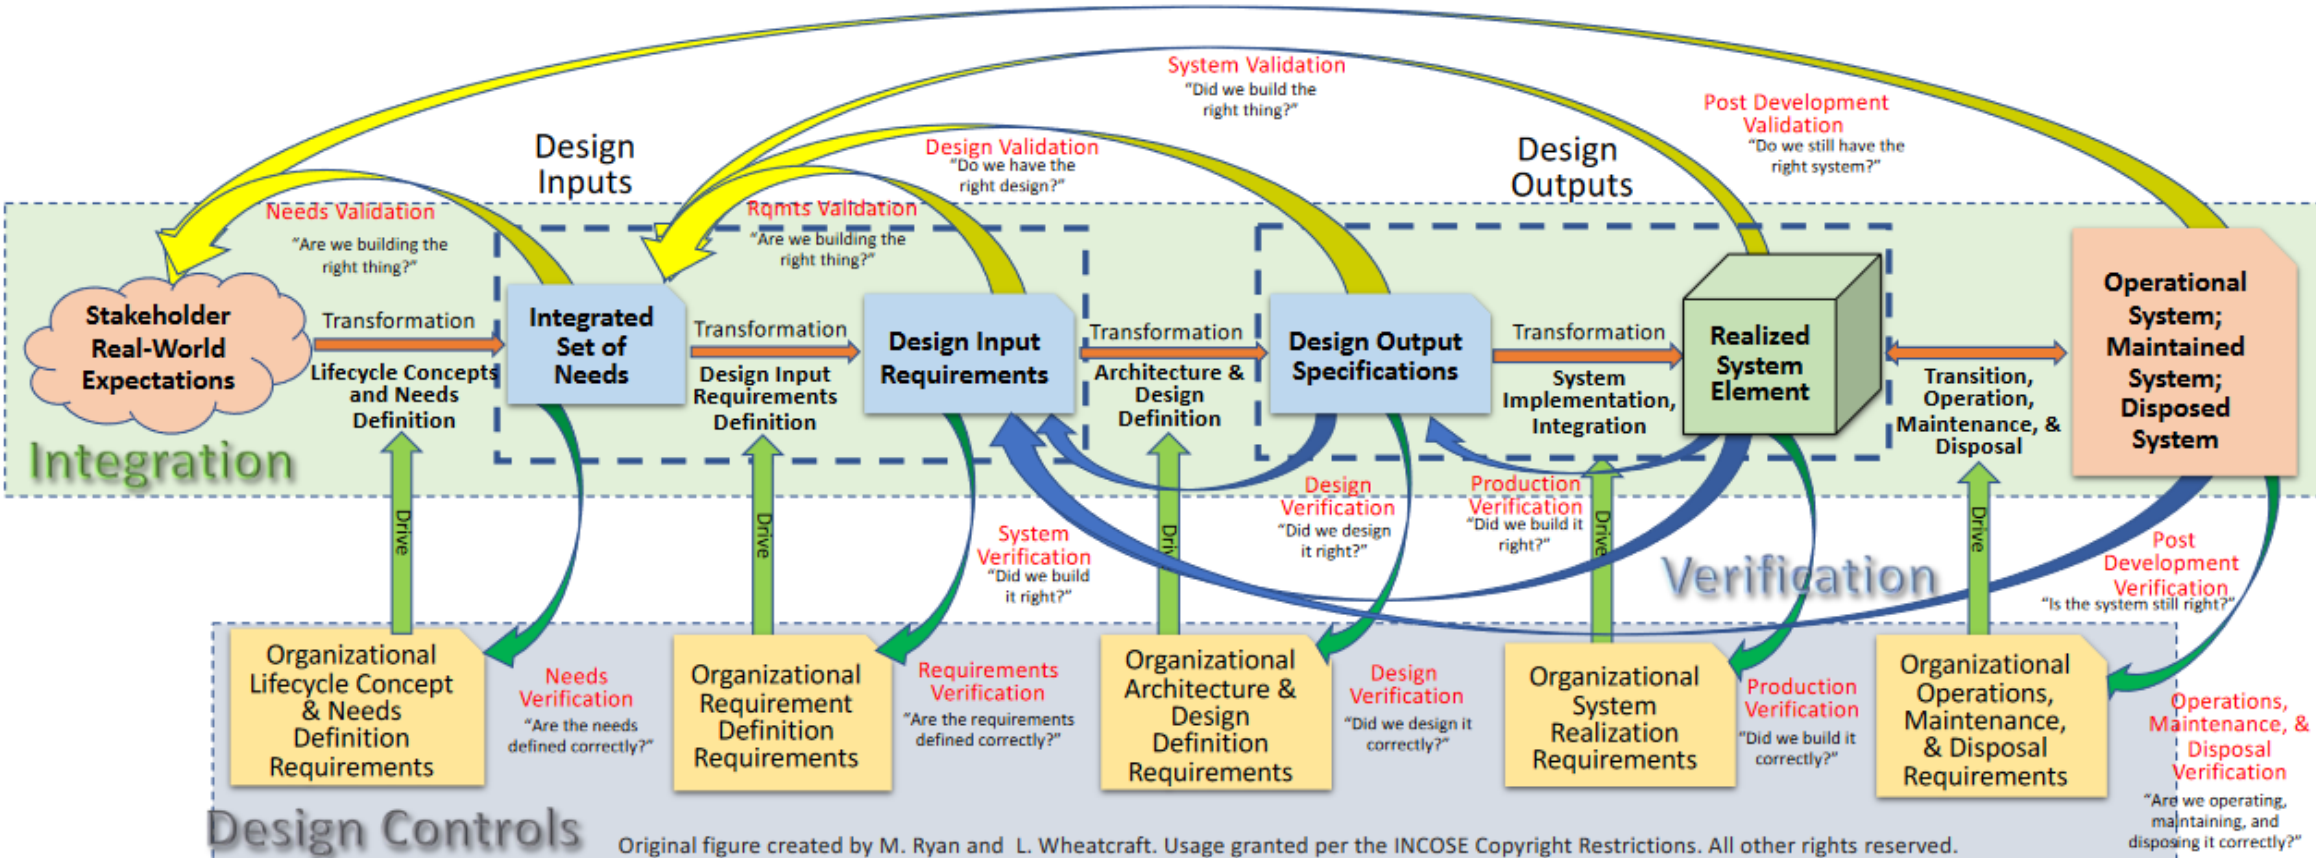 System Validation
"Did we build the
right thing?"
Post Development
Validation
"Do we still have the
right system?"
Design
Inputs
Design Validation
"Do we have the
right design?"
Design
Outputs
Needs Validation
"Are we building the
right thing?"
Rqmts Validation
"Are we building the
right thing?"
Stakeholder
Real-World
Expectations
Transformation
Lifecycle Concepts
and Needs
Definition
Integrated
Set of
Needs
Transformation
Design Input
Requirements
Definition
Design Input
Requirements
Transformation
Architecture &
Design
Definition
Design Output
Specifications
Transformation
System
Implementation,
Integration
Realized
System
Element
Transition,
Operation,
Maintenance, &
Disposal
Operational
System;
Maintained
System;
Disposed
System
Integration
Drive
Drive
System
Verification
"Did we build
it right?"
Driv
Design
Verification
"Did we design
it right?"
Production
Verification
"Did we build it
right?"
Drive
Verification
Drive
Post
Development
Verification
"Is the system still right?"
Organizational
Lifecycle Concept
& Needs
Definition
Requirements
Needs
Verification
"Are the needs
defined correctly?"
Organizational
Requirement
Definition
Requirements
Requirements
Verification
"Are the requirements
defined correctly?"
Organizational
Architecture &
Design
Definition
Requirements
Design
Verification
"Did we design it
correctly?"
Organizational
System
Realization
Requirements
Production
Verification
"Did we build it
correctly?"
Organizational
Operations,
Maintenance,
& Disposal
Requirements
Operations,
Maintenance, &
Disposal
Verification
"Are we operating,
maintaining, and
disposing it correctly?"
Design Controls
Original figure created by M. Ryan and L. Wheatcraft. Usage granted per the INCOSE Copyright Restrictions. All other rights reserved.